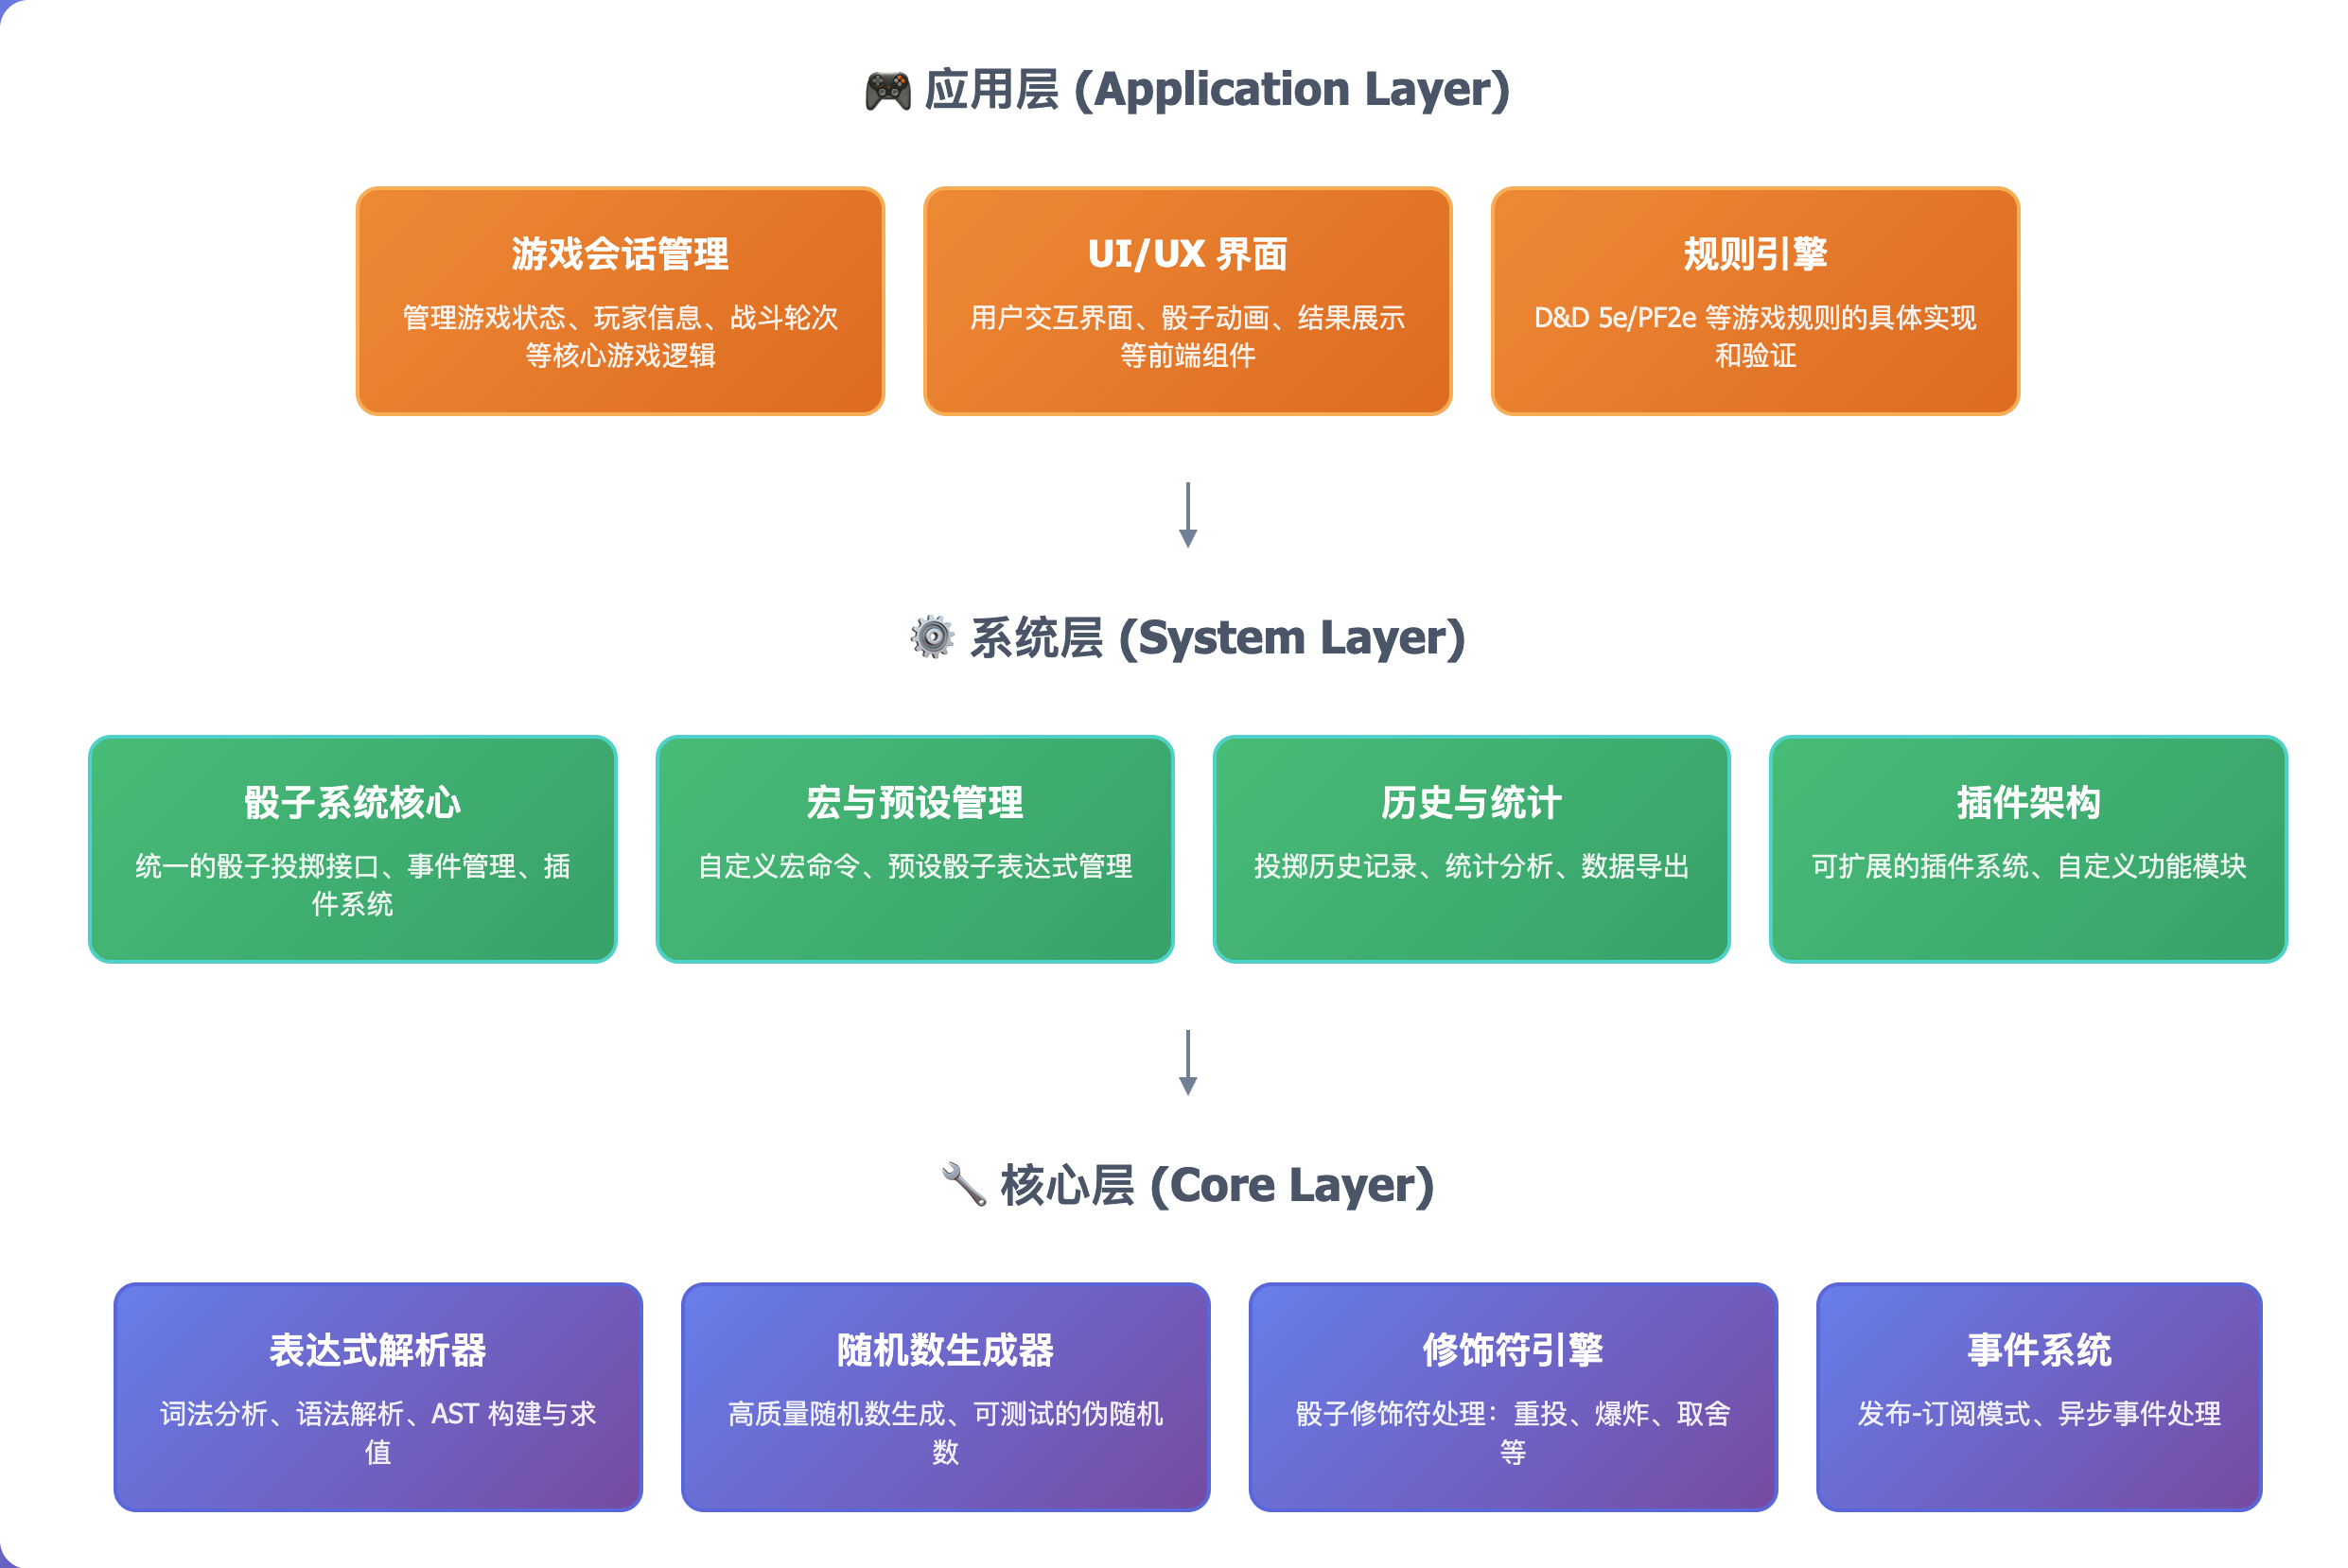 🎮 应用层 (Application Layer)
游戏会话管理
管理游戏状态、玩家信息、战斗轮次
等核心游戏逻辑
UI/UX 界面
用户交互界面、骰子动画、结果展示
等前端组件
规则引擎
D&D 5e/PF2e 等游戏规则的具体实现
和验证
⚙️ 系统层 (System Layer)
骰子系统核心
统一的骰子投掷接口、事件管理、插
件系统
宏与预设管理
自定义宏命令、预设骰子表达式管理
历史与统计
投掷历史记录、统计分析、数据导出
插件架构
可扩展的插件系统、自定义功能模块
🔧 核心层 (Core Layer)
表达式解析器
词法分析、语法解析、AST 构建与求
值
随机数生成器
高质量随机数生成、可测试的伪随机
数
修饰符引擎
骰子修饰符处理：重投、爆炸、取舍
等
事件系统
发布-订阅模式、异步事件处理